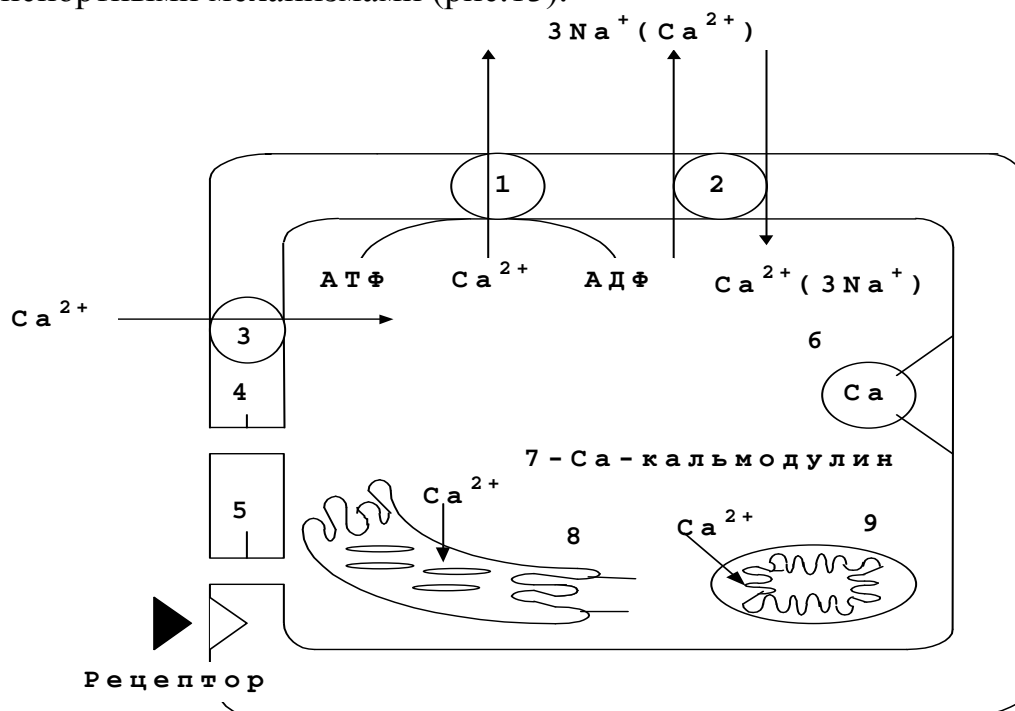 3Na⁺(Ca²⁺)
1
2
АТФ Ca²⁺ АДФ Ca²⁺(3Na⁺)
Ca²⁺
3
6
4
Ca
7-Ca-кальмодулин
Ca²⁺
5
8
Ca²⁺
9
Рецептор